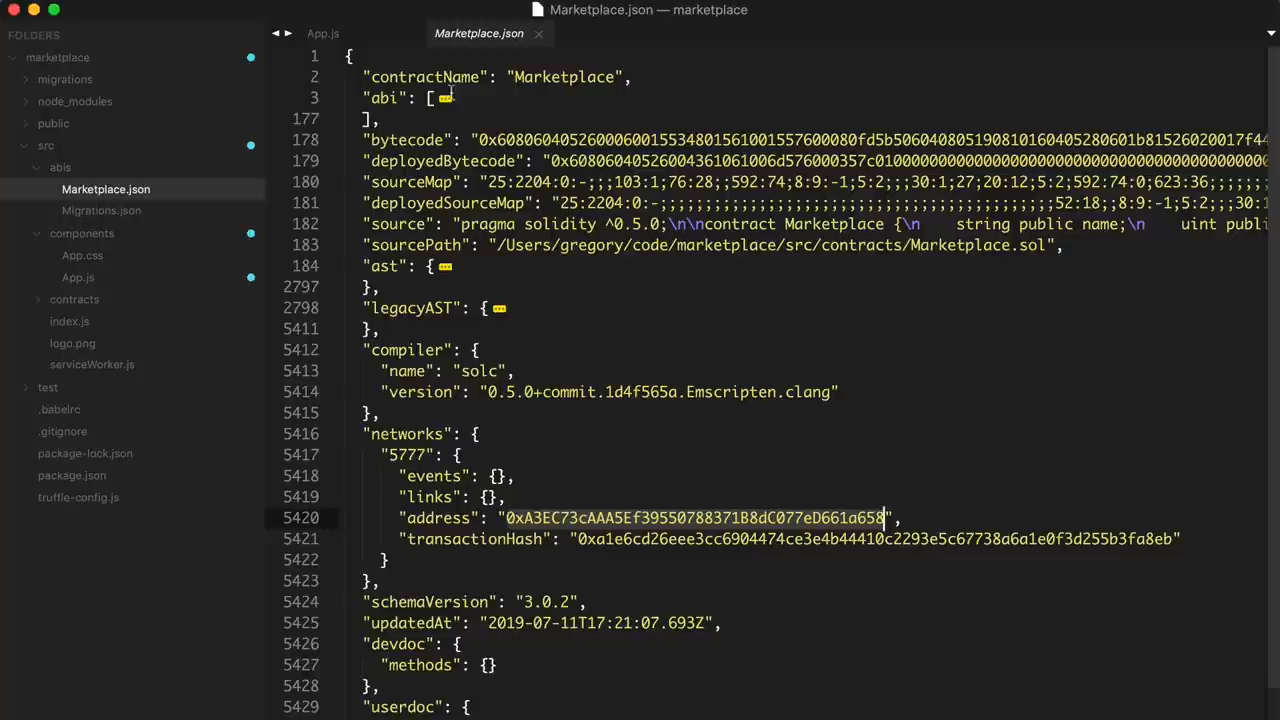 Marketplace.json — marketplace
FOLDERS
marketplace
migrations
node_modules
public
src
abis
Marketplace.json
Migrations.json
components
App.css
App.js
contracts
index.js
logo.png
serviceWorker.js
test
.babelrc
.gitignore
package-lock.json
package.json
truffle-config.js
App.js
Marketplace.json
1 {
2 "contractName": "Marketplace",
3 "abi": [
177 ],
178 "bytecode": "0x6080604052600060015534801561001557600080fd5b506040805190810160405280601b81526020017f44
179 "deployedBytecode": "0x60806040526004361061006d576000357c01000000000000000000000000000000000000000000000000
180 "sourceMap": "25:2204:0:-;;;103:1;76:28;;592:74;8:9:-1;5:2;;;30:1;27;20:12;5:2;592:74:0;623:36;;;;;;;
181 "deployedSourceMap": "25:2204:0:-;;;;;;;;;;;;;;;;;;;;;;;;;;;;;;;;;;;;;52:18;;8:9:-1;5:2;;;30:1
182 "source": "pragma solidity ^0.5.0;\n\ncontract Marketplace {\n    string public name;\n    uint publi
183 "sourcePath": "/Users/gregory/code/marketplace/src/contracts/Marketplace.sol",
184 "ast": {
2797 },
2798 "legacyAST": {
5411 },
5412 "compiler": {
5413 "name": "solc",
5414 "version": "0.5.0+commit.1d4f565a.Emscripten.clang"
5415 },
5416 "networks": {
5417 "5777": {
5418 "events": {},
5419 "links": {},
5420 "address": "0xA3EC73cAAA5Ef39550788371B8dC077eD661a658",
5421 "transactionHash": "0xa1e6cd26eee3cc6904474ce3e4b44410c2293e5c67738a6a1e0f3d255b3fa8eb"
5422 }
5423 },
5424 "schemaVersion": "3.0.2",
5425 "updatedAt": "2019-07-11T17:21:07.693Z",
5426 "devdoc": {
5427 "methods": {}
5428 },
5429 "userdoc": {